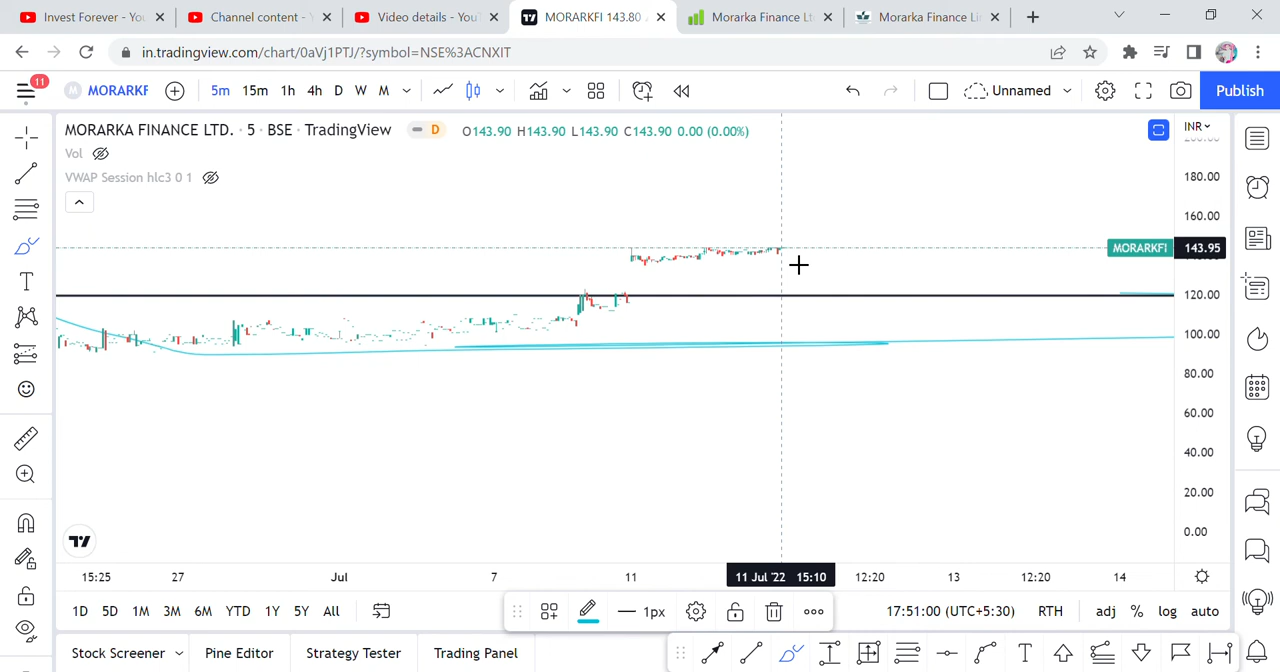 Invest Forever - You
Channel content - Y
Video details - You
MORARKFI 143.80
Morarka Finance Lt
Morarka Finance Li
in.tradingview.com/chart/0aVj1PTJ/?symbol=NSE%3ACNXIT
11
MORARKF
5m 15m 1h 4h D W M
Unnamed
Publish
MORARKA FINANCE LTD. · 5 · BSE · TradingView
D
O143.90 H143.90 L143.90 C143.90 0.00 (0.00%)
INR
Vol
VWAP Session hlc3 0 1
200.00
180.00
160.00
MORARKFI 143.95
120.00
100.00
80.00
60.00
40.00
20.00
0.00
15:25 27 Jul 7 11 11 Jul '22 15:10 12:20 13 12:20 14
1D 5D 1M 3M 6M YTD 1Y 5Y All
1px
17:51:00 (UTC+5:30) RTH adj % log auto
Stock Screener Pine Editor Strategy Tester Trading Panel